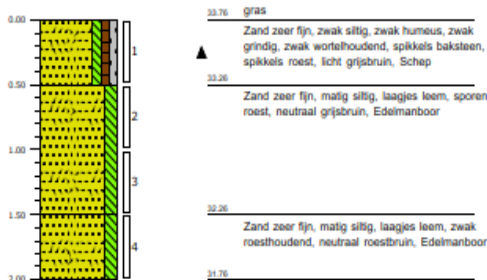 0.00
33.76 gras
Zand zeer fijn, zwak siltig, zwak humeus, zwak
grindig, zwak wortelhoudend, spikkels baksteen,
spikkels roest, licht grijsbruin, Schep
1
0.50
33.26
Zand zeer fijn, matig siltig, laagjes leem, sporen
roest, neutraal grijsbruin, Edelmanboor
2
1.00
3
1.50
32.26
Zand zeer fijn, matig siltig, laagjes leem, zwak
roesthoudend, neutraal roestbruin, Edelmanboor
4
2.00
31.76